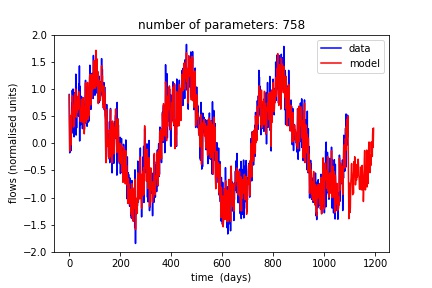 number of parameters: 758
2.0
1.5
1.0
0.5
0.0
−0.5
−1.0
−1.5
−2.0
flows (normalised units)
data
model
0 200 400 600 800 1000 1200
time (days)